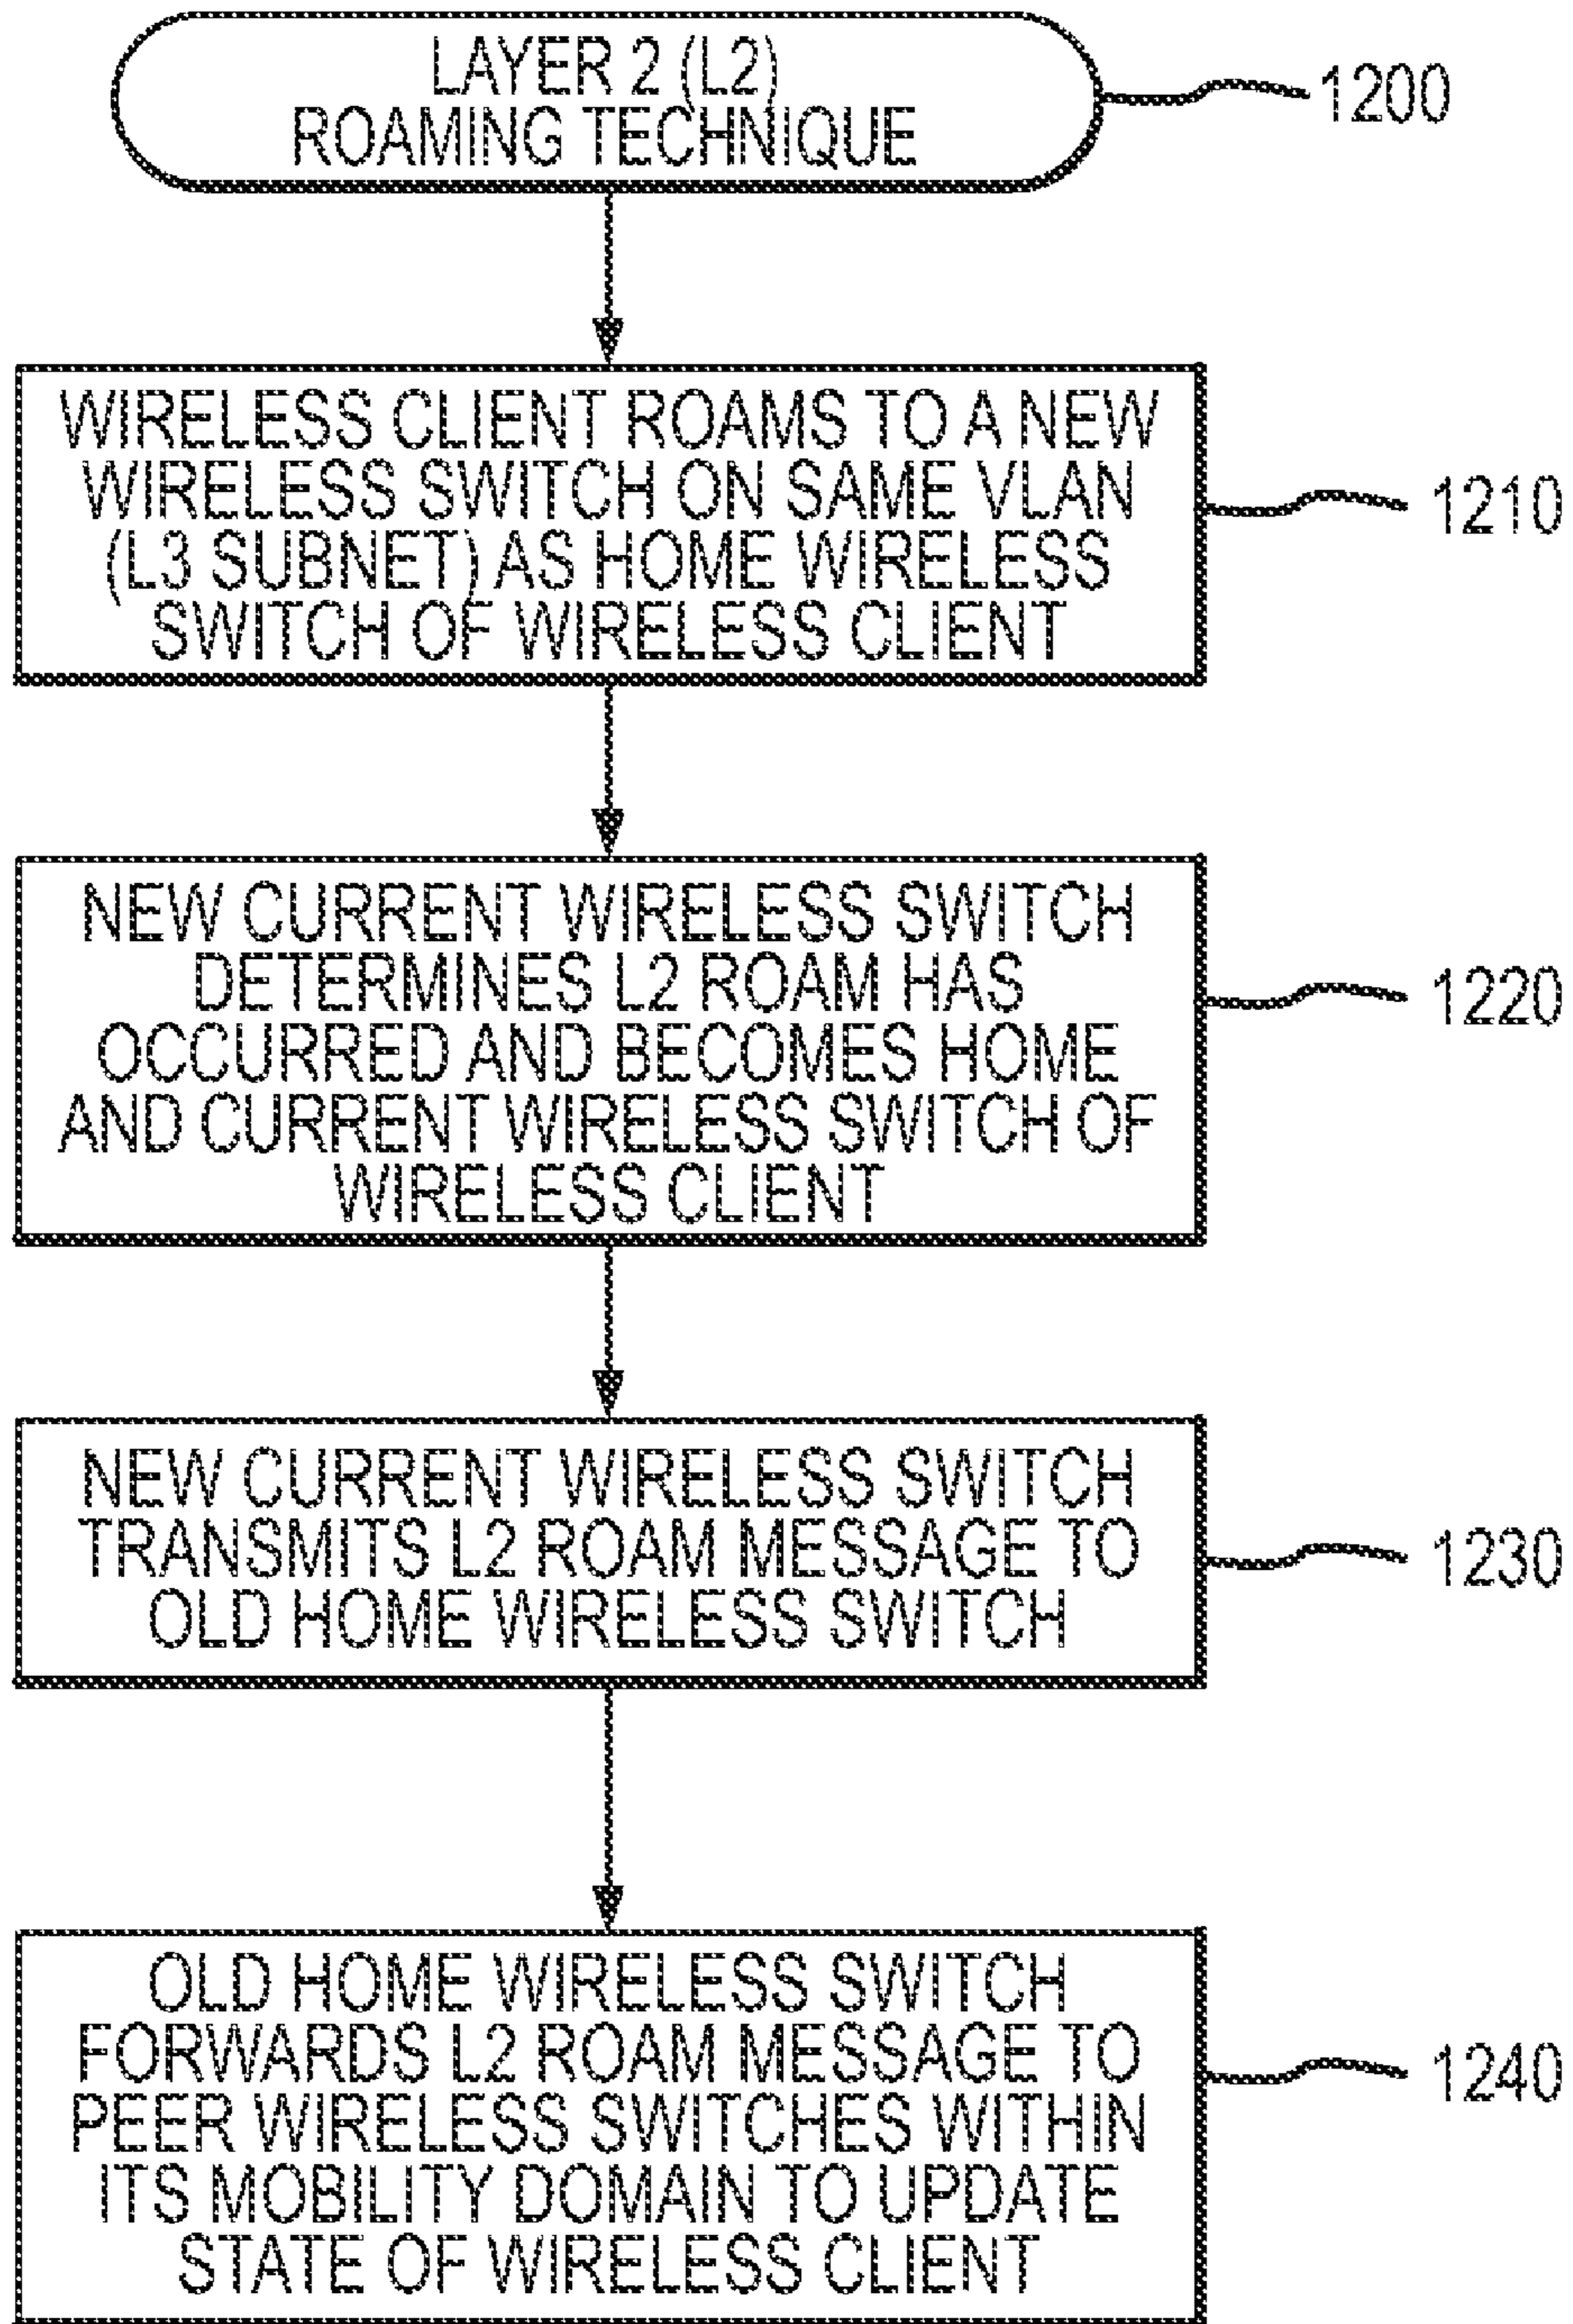 LAYER 2 (L2)
ROAMING TECHNIQUE
1200
WIRELESS CLIENT ROAMS TO A NEW
WIRELESS SWITCH ON SAME VLAN
(L3 SUBNET) AS HOME WIRELESS
SWITCH OF WIRELESS CLIENT
1210
NEW CURRENT WIRELESS SWITCH
DETERMINES L2 ROAM HAS
OCCURRED AND BECOMES HOME
AND CURRENT WIRELESS SWITCH OF
WIRELESS CLIENT
1220
NEW CURRENT WIRELESS SWITCH
TRANSMITS L2 ROAM MESSAGE TO
OLD HOME WIRELESS SWITCH
1230
OLD HOME WIRELESS SWITCH
FORWARDS L2 ROAM MESSAGE TO
PEER WIRELESS SWITCHES WITHIN
ITS MOBILITY DOMAIN TO UPDATE
STATE OF WIRELESS CLIENT
1240